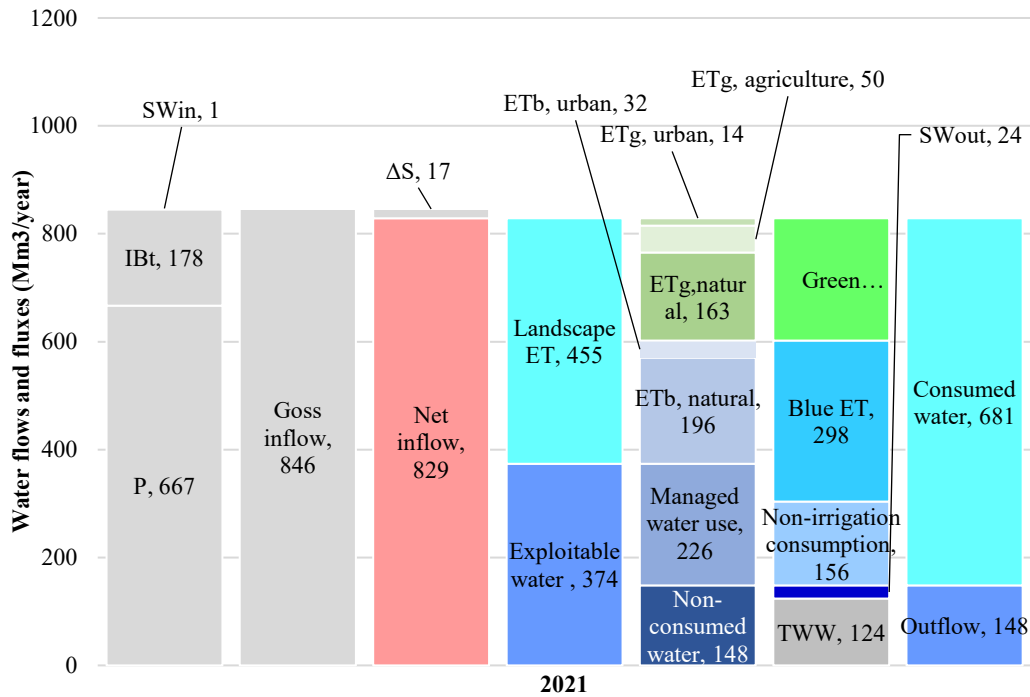 1200
1000
800
600
400
200
0
Water flows and fluxes (Mm3/year)
SWin, 1
IBt, 178
P, 667
Goss
inflow,
846
ΔS, 17
Net
inflow,
829
Landscape
ET, 455
Exploitable
water , 374
ETg, agriculture, 50
ETb, urban, 32
ETg, urban, 14
ETg,natur
al, 163
ETb, natural,
196
Managed
water use,
226
Non-
consumed
water, 148
SWout, 24
Green…
Blue ET,
298
Non-irrigation
consumption,
156
TWW, 124
Consumed
water, 681
Outflow, 148
2021